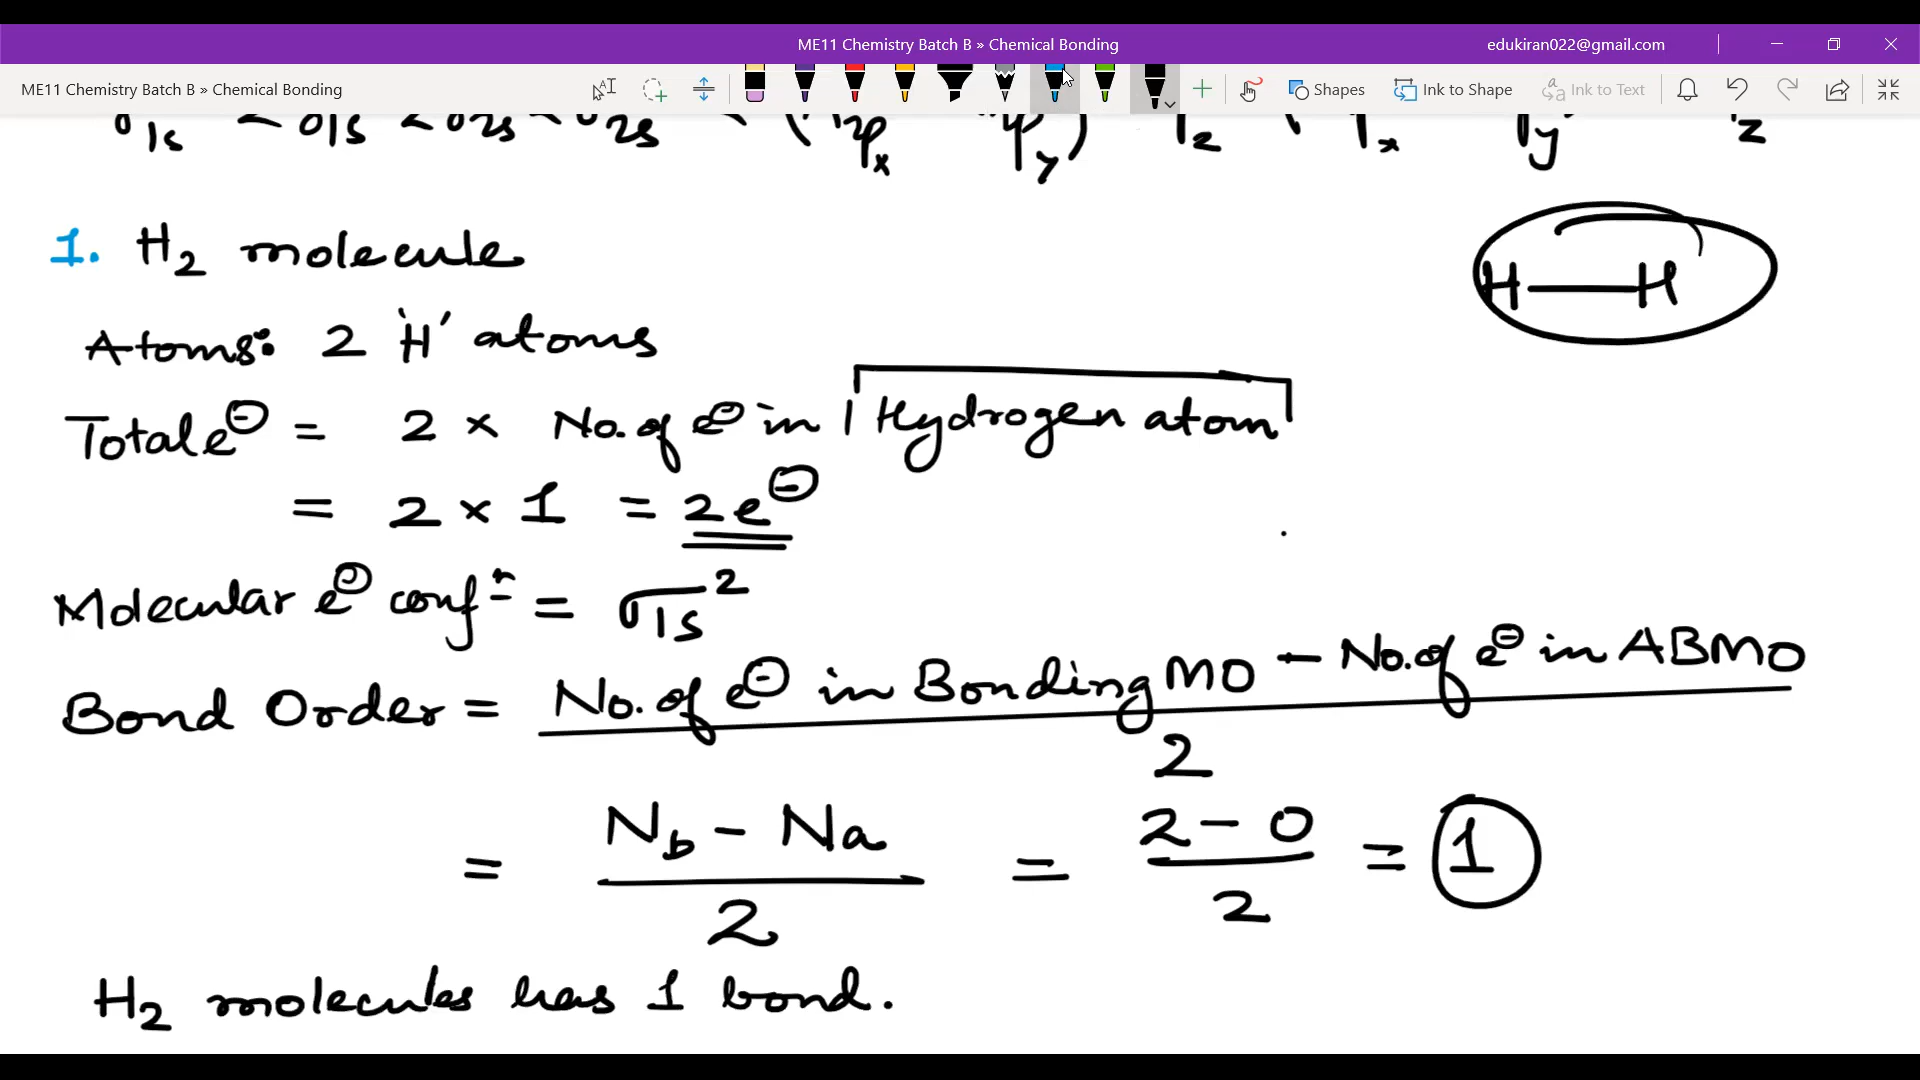 ME11 Chemistry Batch B » Chemical Bonding
edukiran022@gmail.com
ME11 Chemistry Batch B » Chemical Bonding
Shapes
Ink to Shape
Ink to Text
1. H₂ molecule
H—H
Atoms: 2 'H' atoms
Total e⊖ = 2 × No. of e⊖ in 1 Hydrogen atom
= 2 × 1 = 2e⊖
Molecular e⊖ confⁿ = σ1s²
Bond Order = No. of e⊖ in Bonding MO − No. of e⊖ in ABMO
2
= Nb − Na = 2 − 0 = 1
2 2
H₂ molecules has 1 bond.